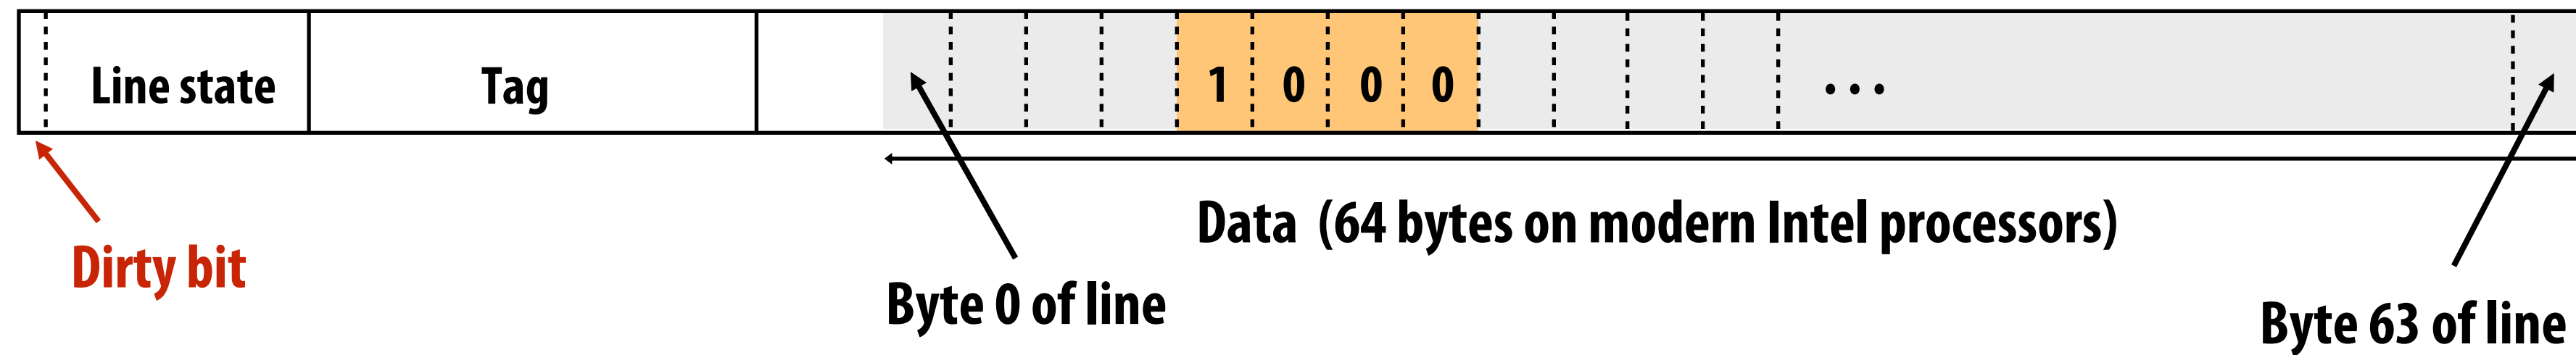 Line state Tag 1 0 0 0 ...
Data (64 bytes on modern Intel processors)
Dirty bit
Byte 0 of line
Byte 63 of line